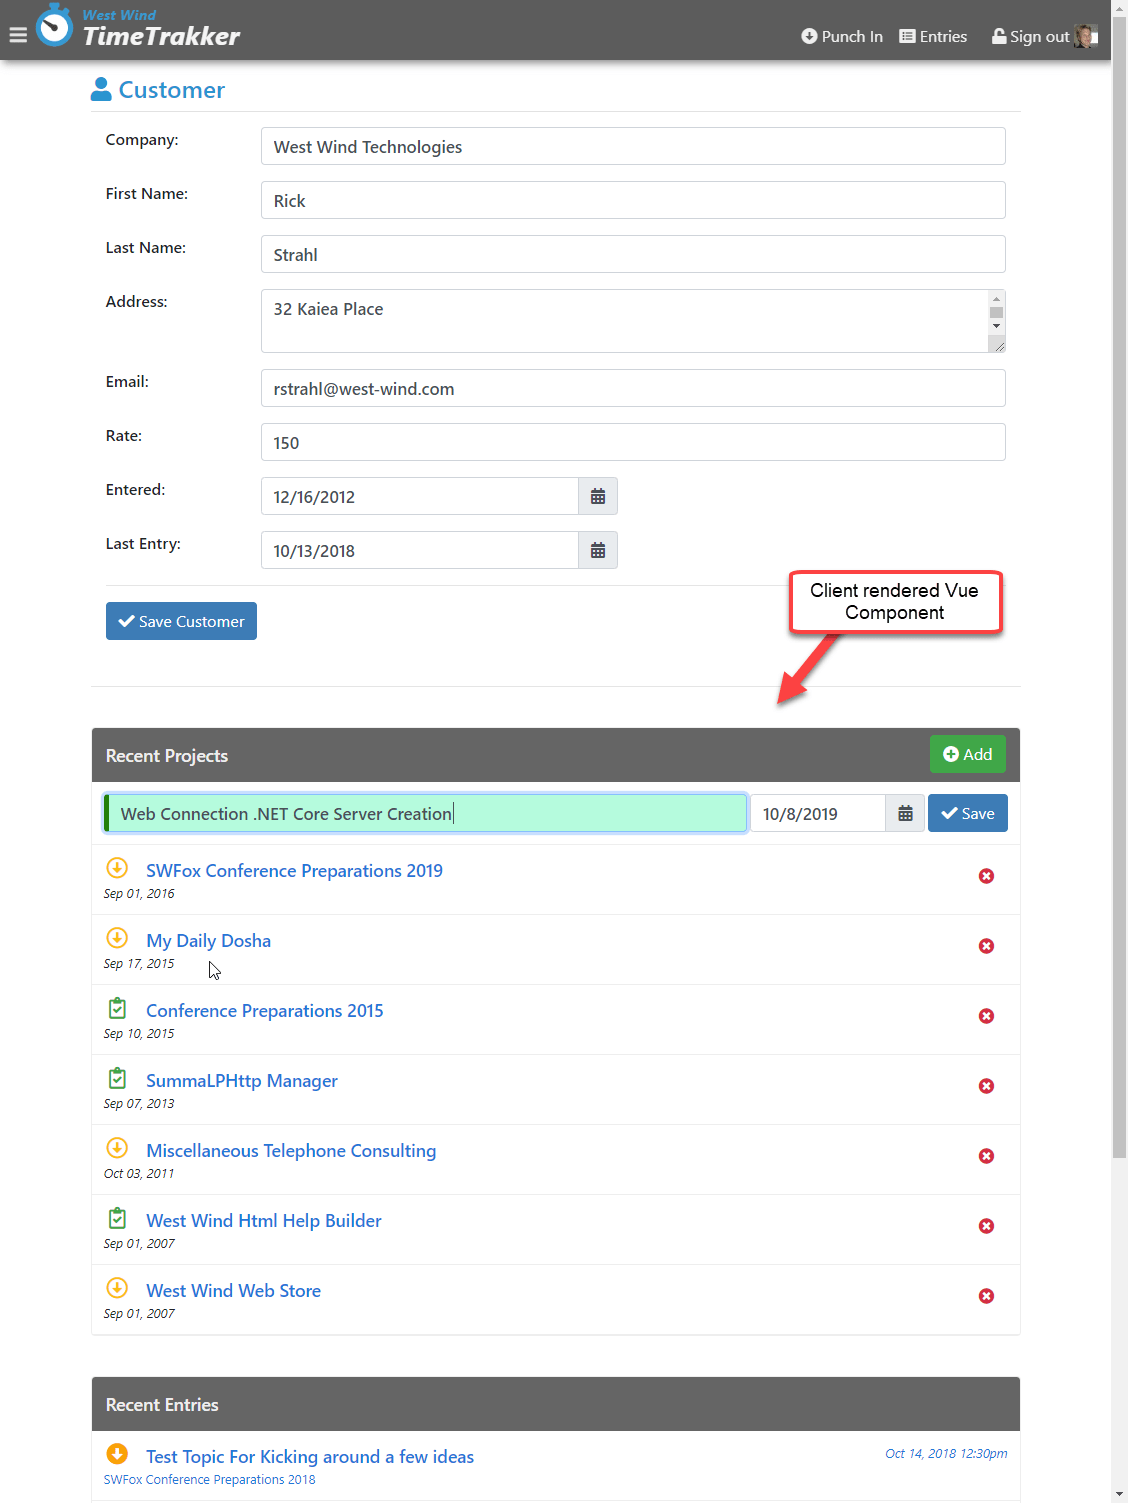 West Wind
TimeTrakker
Punch In
Entries
Sign out
Customer
Company:
West Wind Technologies
First Name:
Rick
Last Name:
Strahl
Address:
32 Kaiea Place
Email:
rstrahl@west-wind.com
Rate:
150
Entered:
12/16/2012
Last Entry:
10/13/2018
Client rendered Vue
Component
Save Customer
Recent Projects
Add
Web Connection .NET Core Server Creation
10/8/2019
Save
SWFox Conference Preparations 2019
Sep 01, 2016
My Daily Dosha
Sep 17, 2015
Conference Preparations 2015
Sep 10, 2015
SummaLPHttp Manager
Sep 07, 2013
Miscellaneous Telephone Consulting
Oct 03, 2011
West Wind Html Help Builder
Sep 01, 2007
West Wind Web Store
Sep 01, 2007
Recent Entries
Test Topic For Kicking around a few ideas
Oct 14, 2018 12:30pm
SWFox Conference Preparations 2018